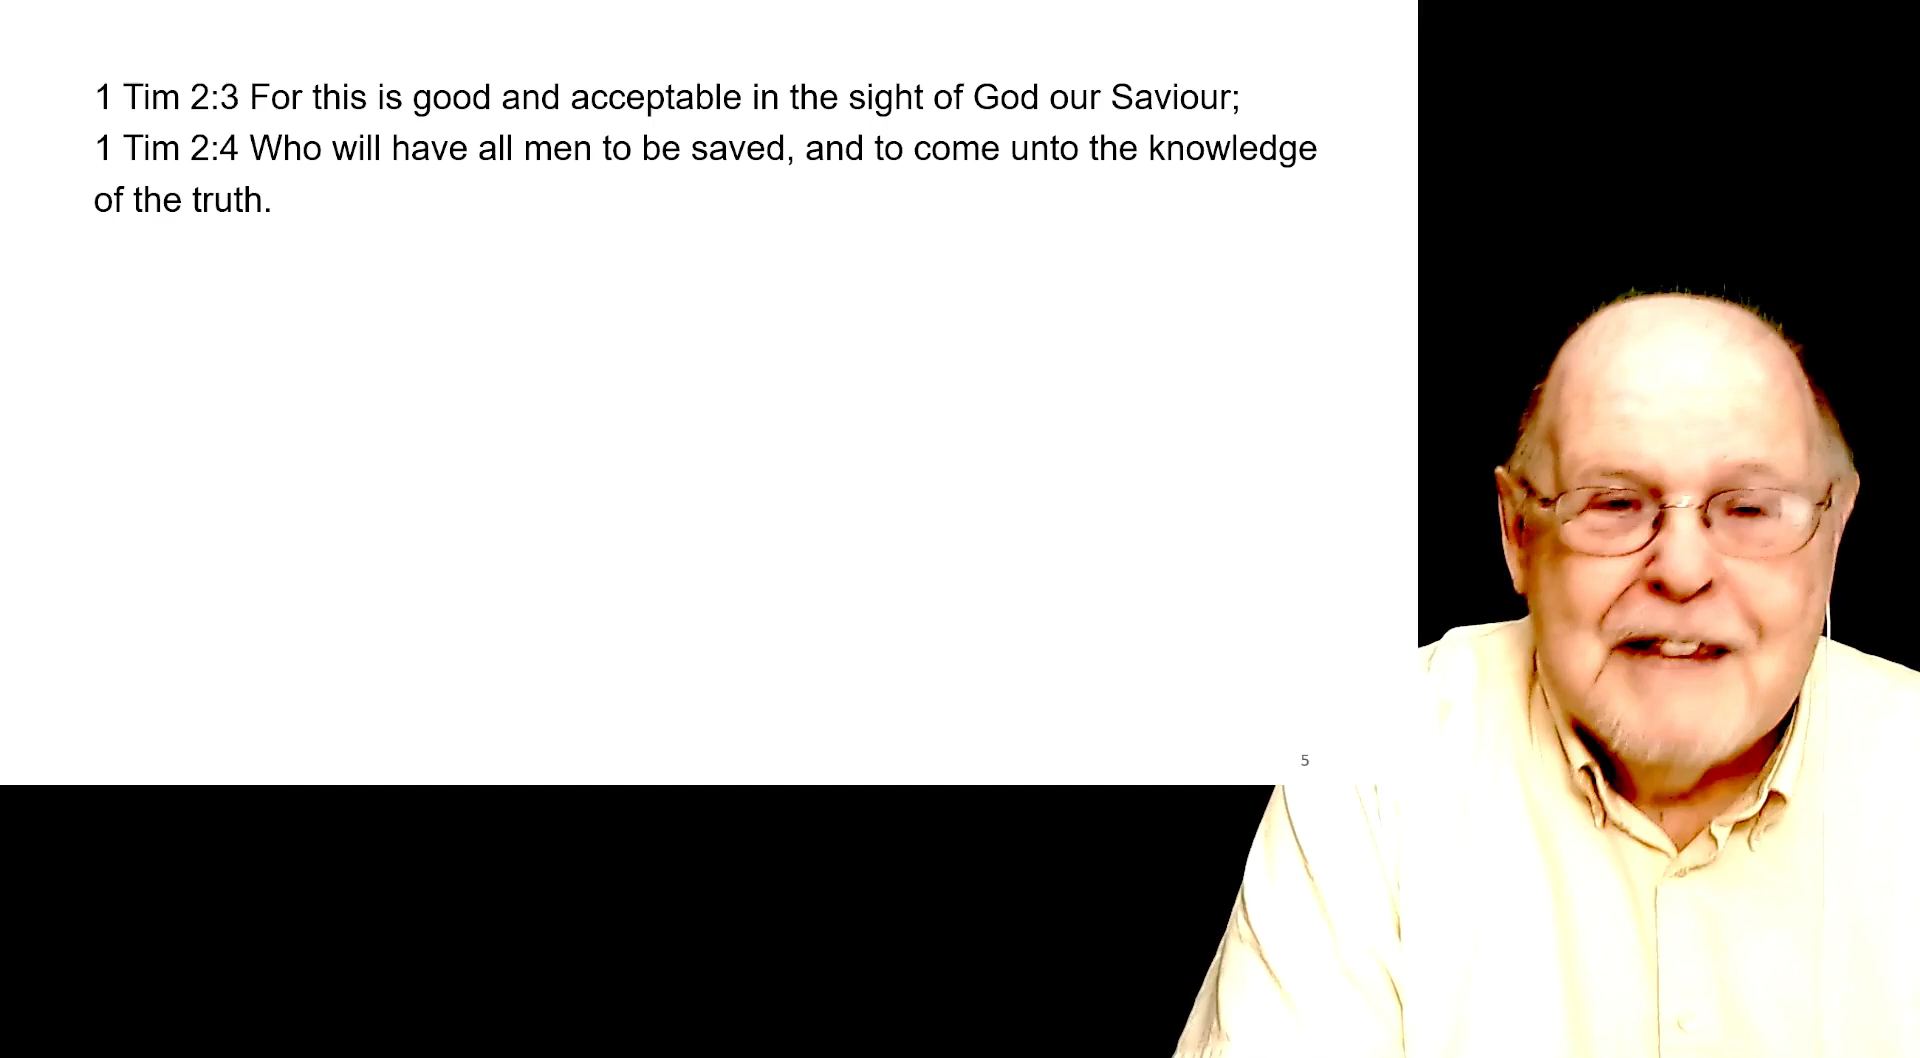 1 Tim 2:3 For this is good and acceptable in the sight of God our Saviour;
1 Tim 2:4 Who will have all men to be saved, and to come unto the knowledge
of the truth.
5